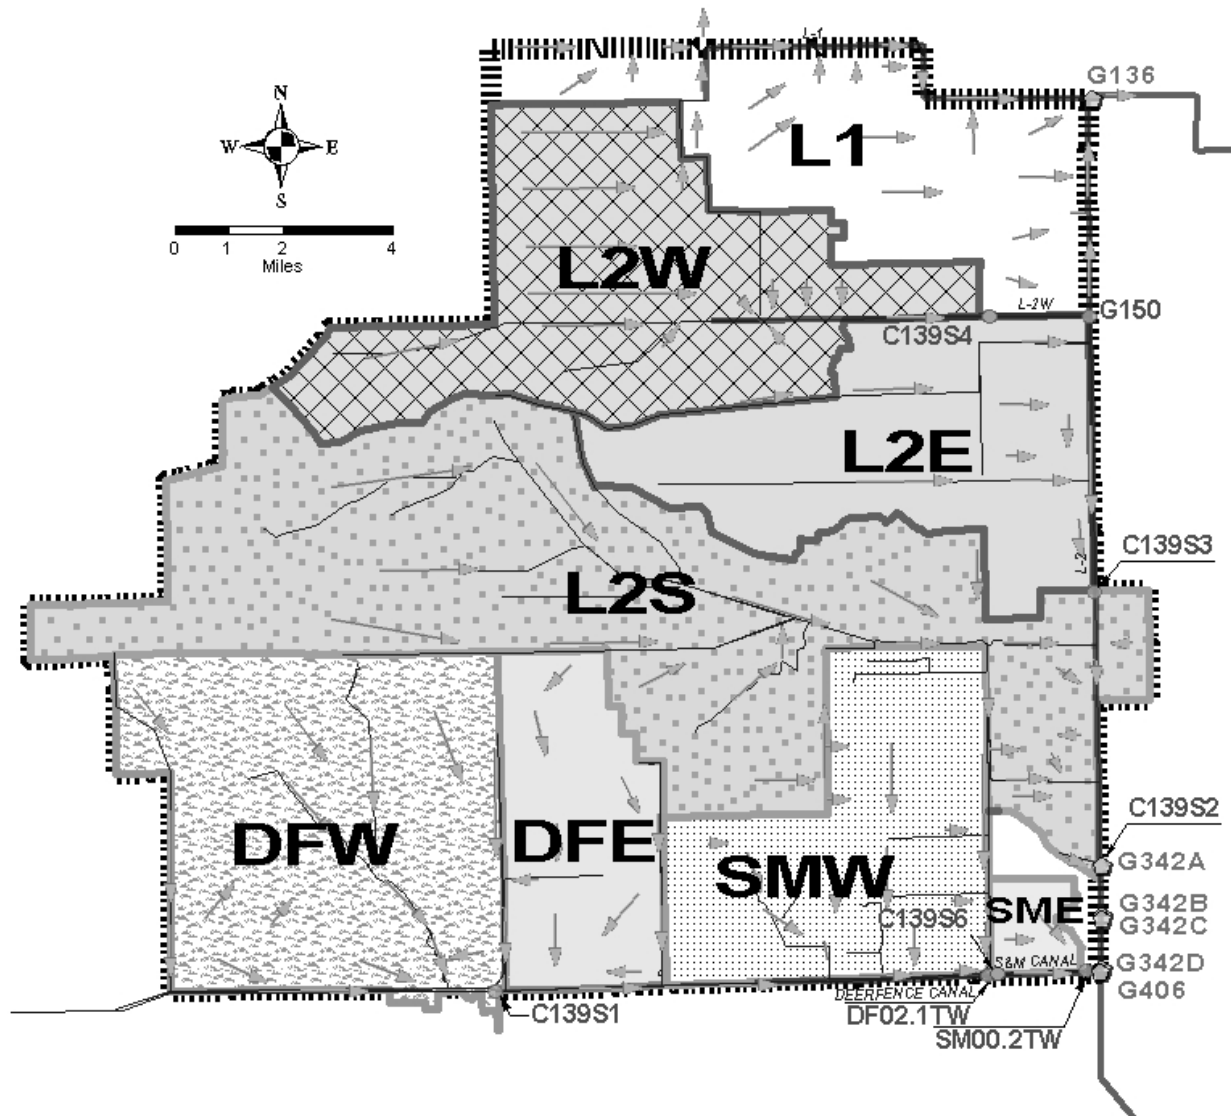 L-1
G136
N
W E
S
0 1 2 4
Miles
L1
L2W
L-2W
G150
C139S4
L2E
C139S3
L-2
L2S
C139S2
G342A
DFW
DFE
SMW
C139S6
SME
G342B
G342C
S&M CANAL
G342D
DEERFENCE CANAL
G406
C139S1
DF02.1TW
SM00.2TW